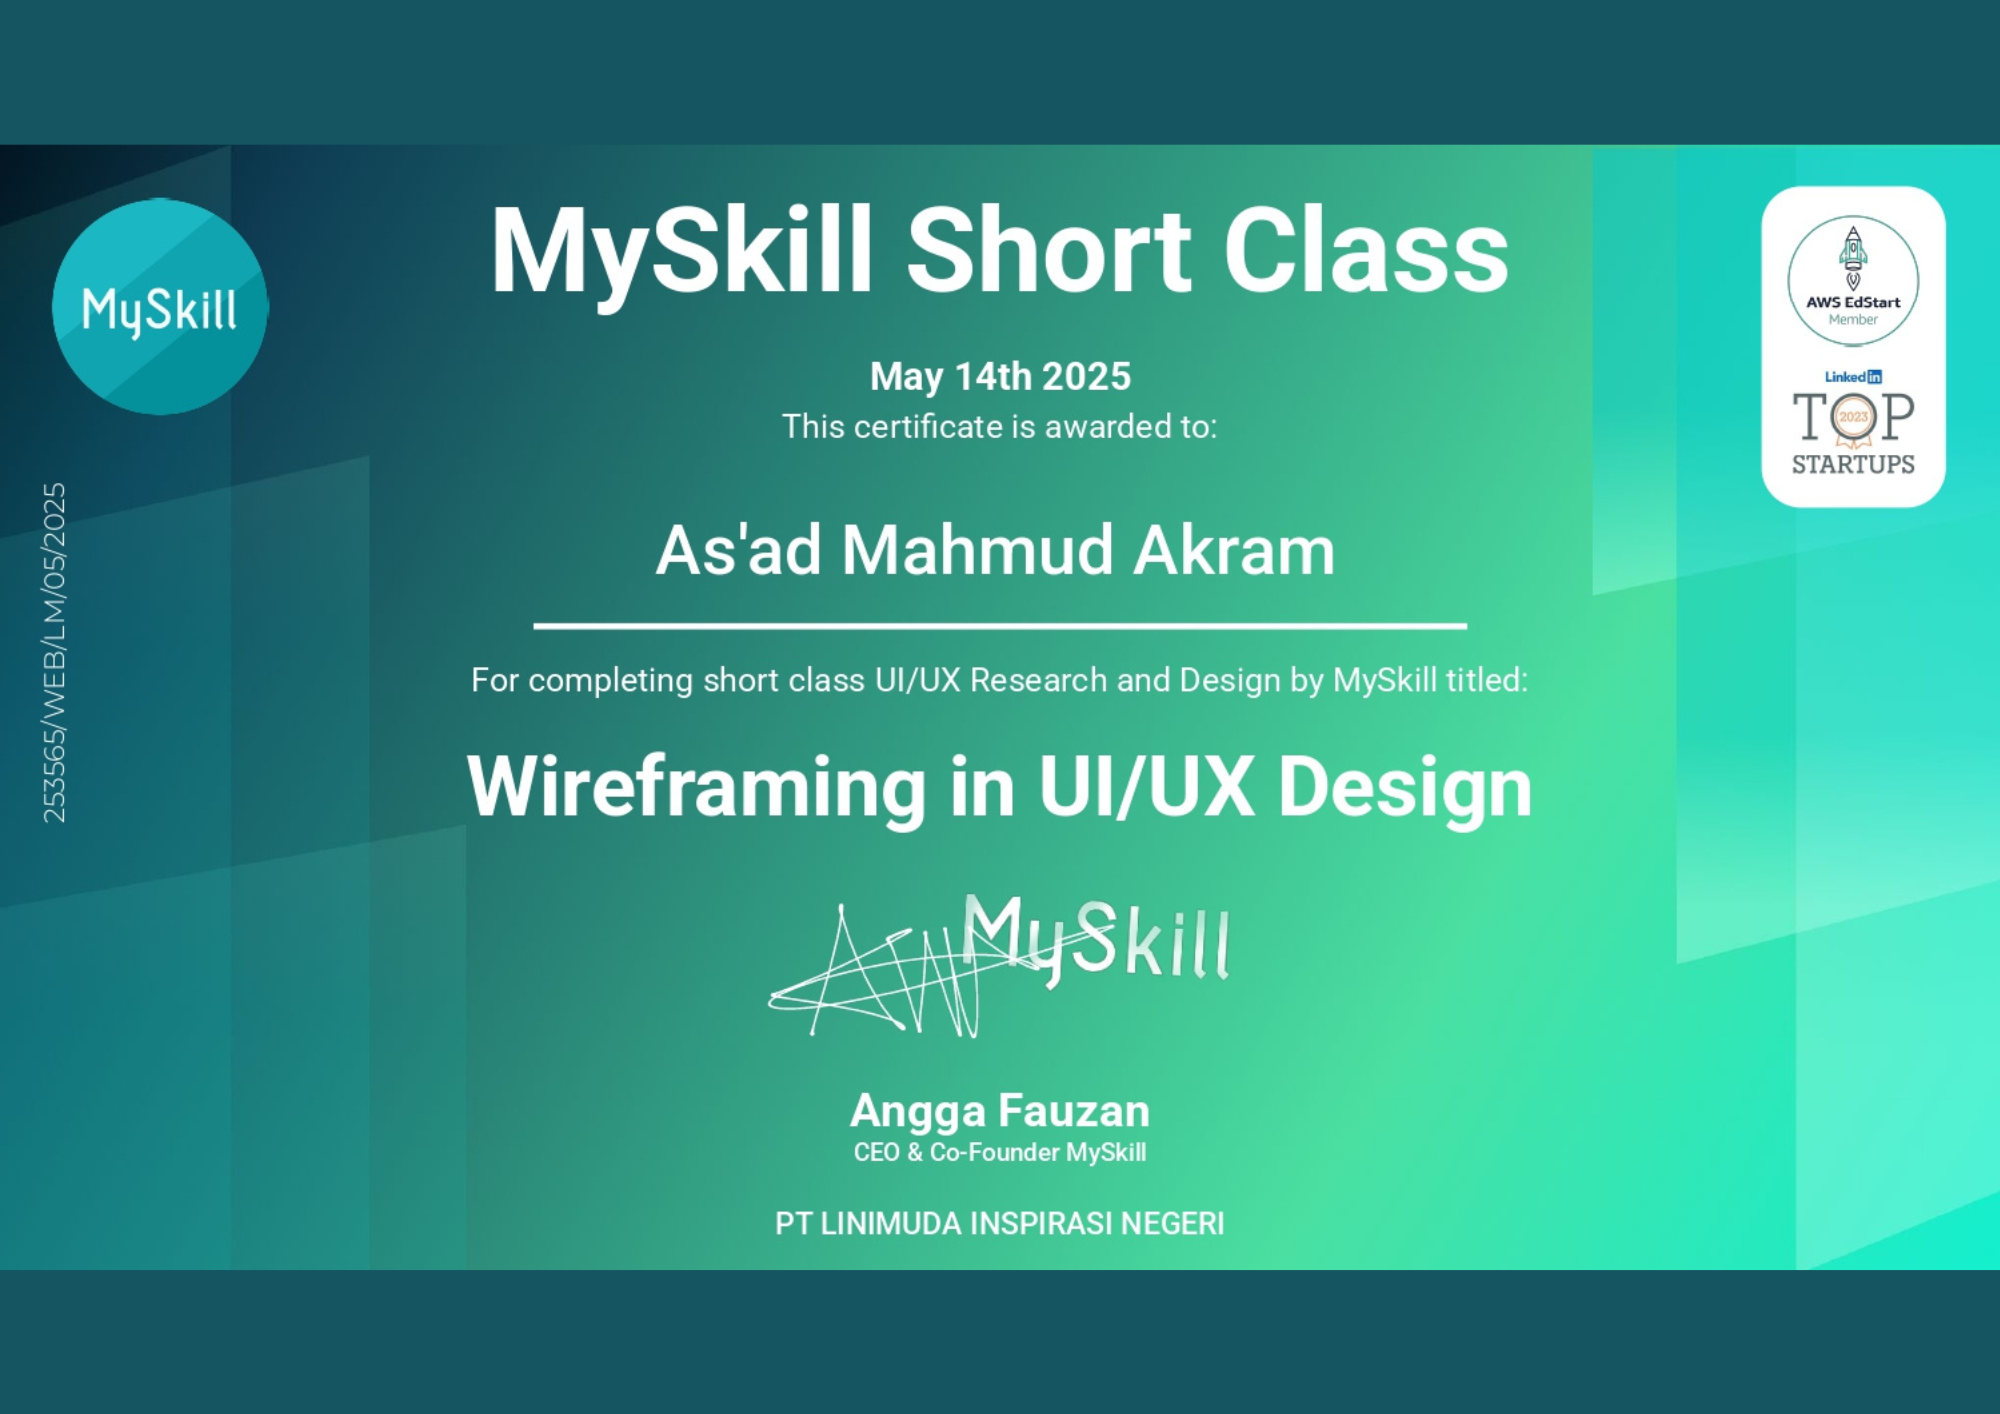 MySkill
MySkill Short Class
AWS EdStart
Member
Linked in
TOP
2023
STARTUPS
May 14th 2025
This certificate is awarded to:
As'ad Mahmud Akram
253565/WEB/LM/05/2025
For completing short class UI/UX Research and Design by MySkill titled:
Wireframing in UI/UX Design
MySkill
Angga Fauzan
CEO & Co-Founder MySkill
PT LINIMUDA INSPIRASI NEGERI